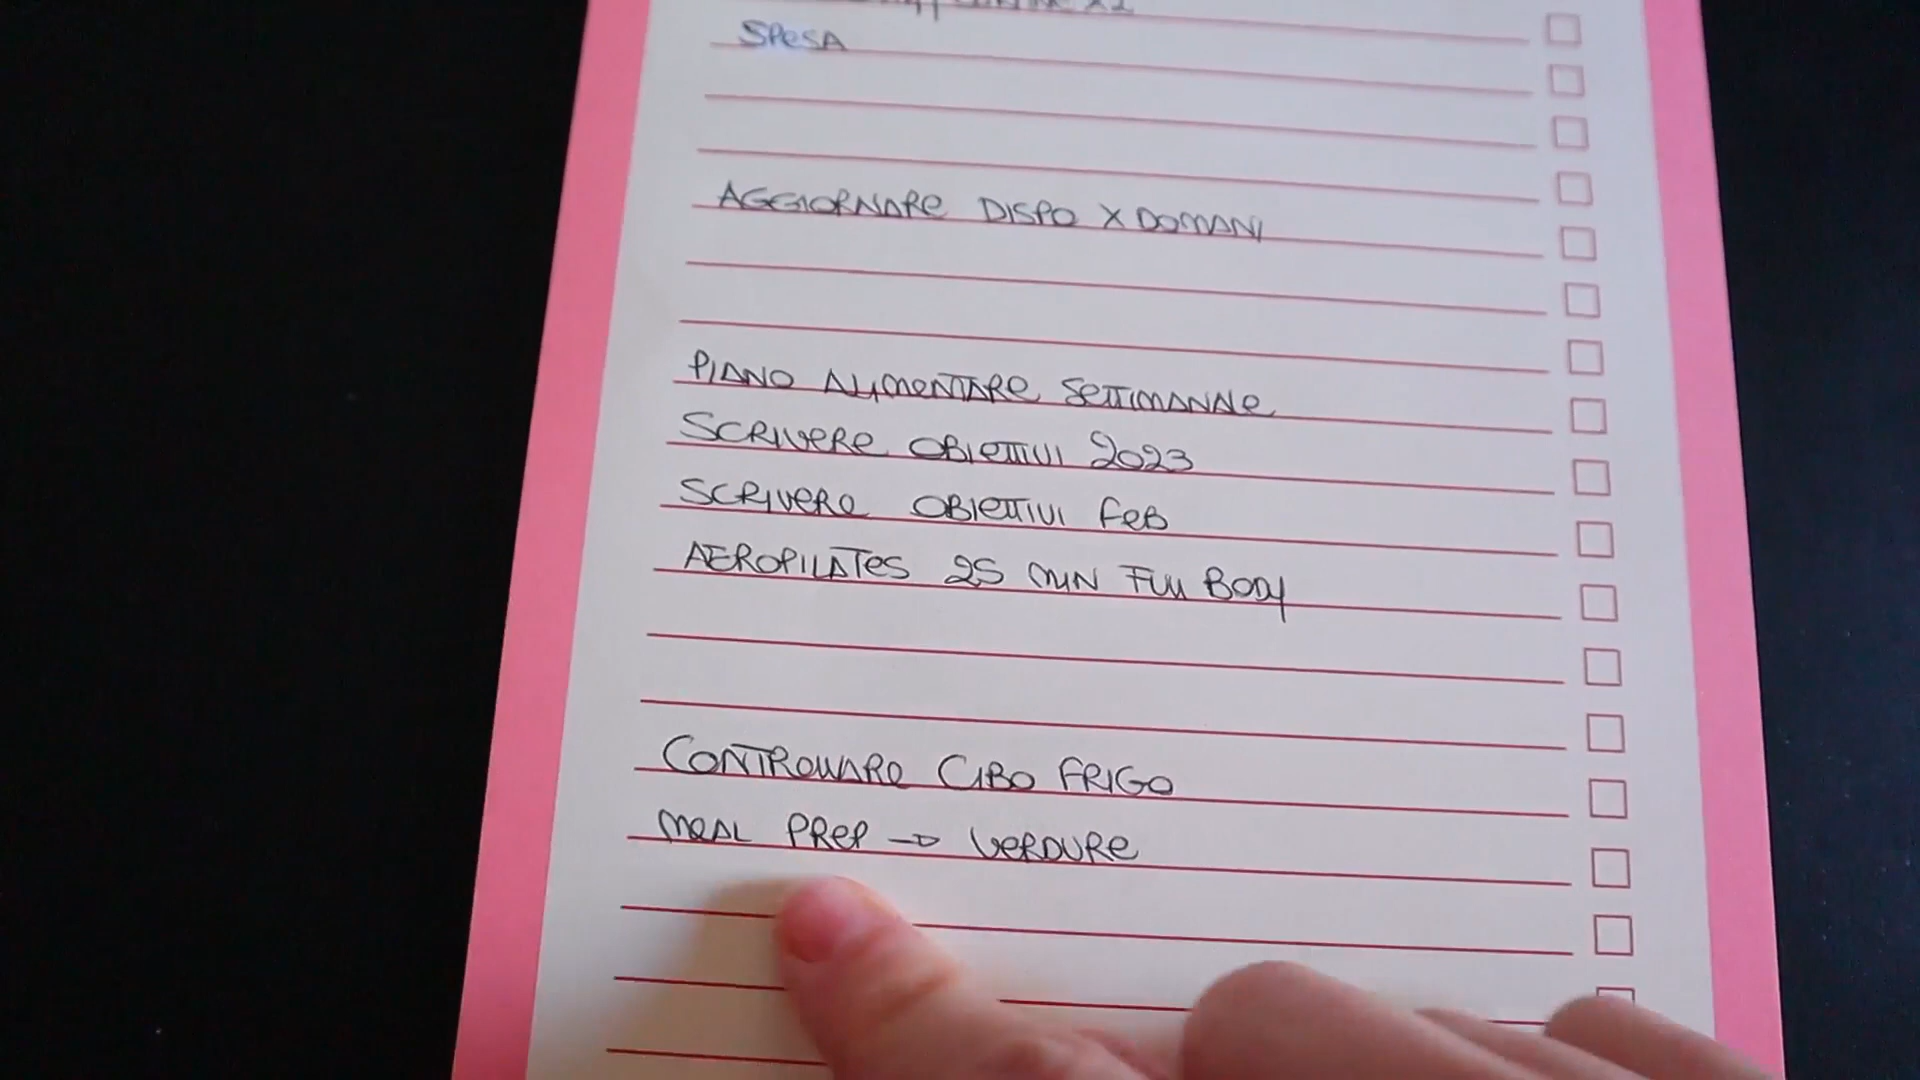 SPESA
AGGIORNARE DISPO X DOMANI
PIANO ALIMENTARE SETTIMANALE
SCRIVERE OBIETTIVI 2023
SCRIVERE OBIETTIVI FEB
AEROPILATES 25 MIN FULL BODY
CONTROLLARE CIBO FRIGO
MEAL PREP → VERDURE